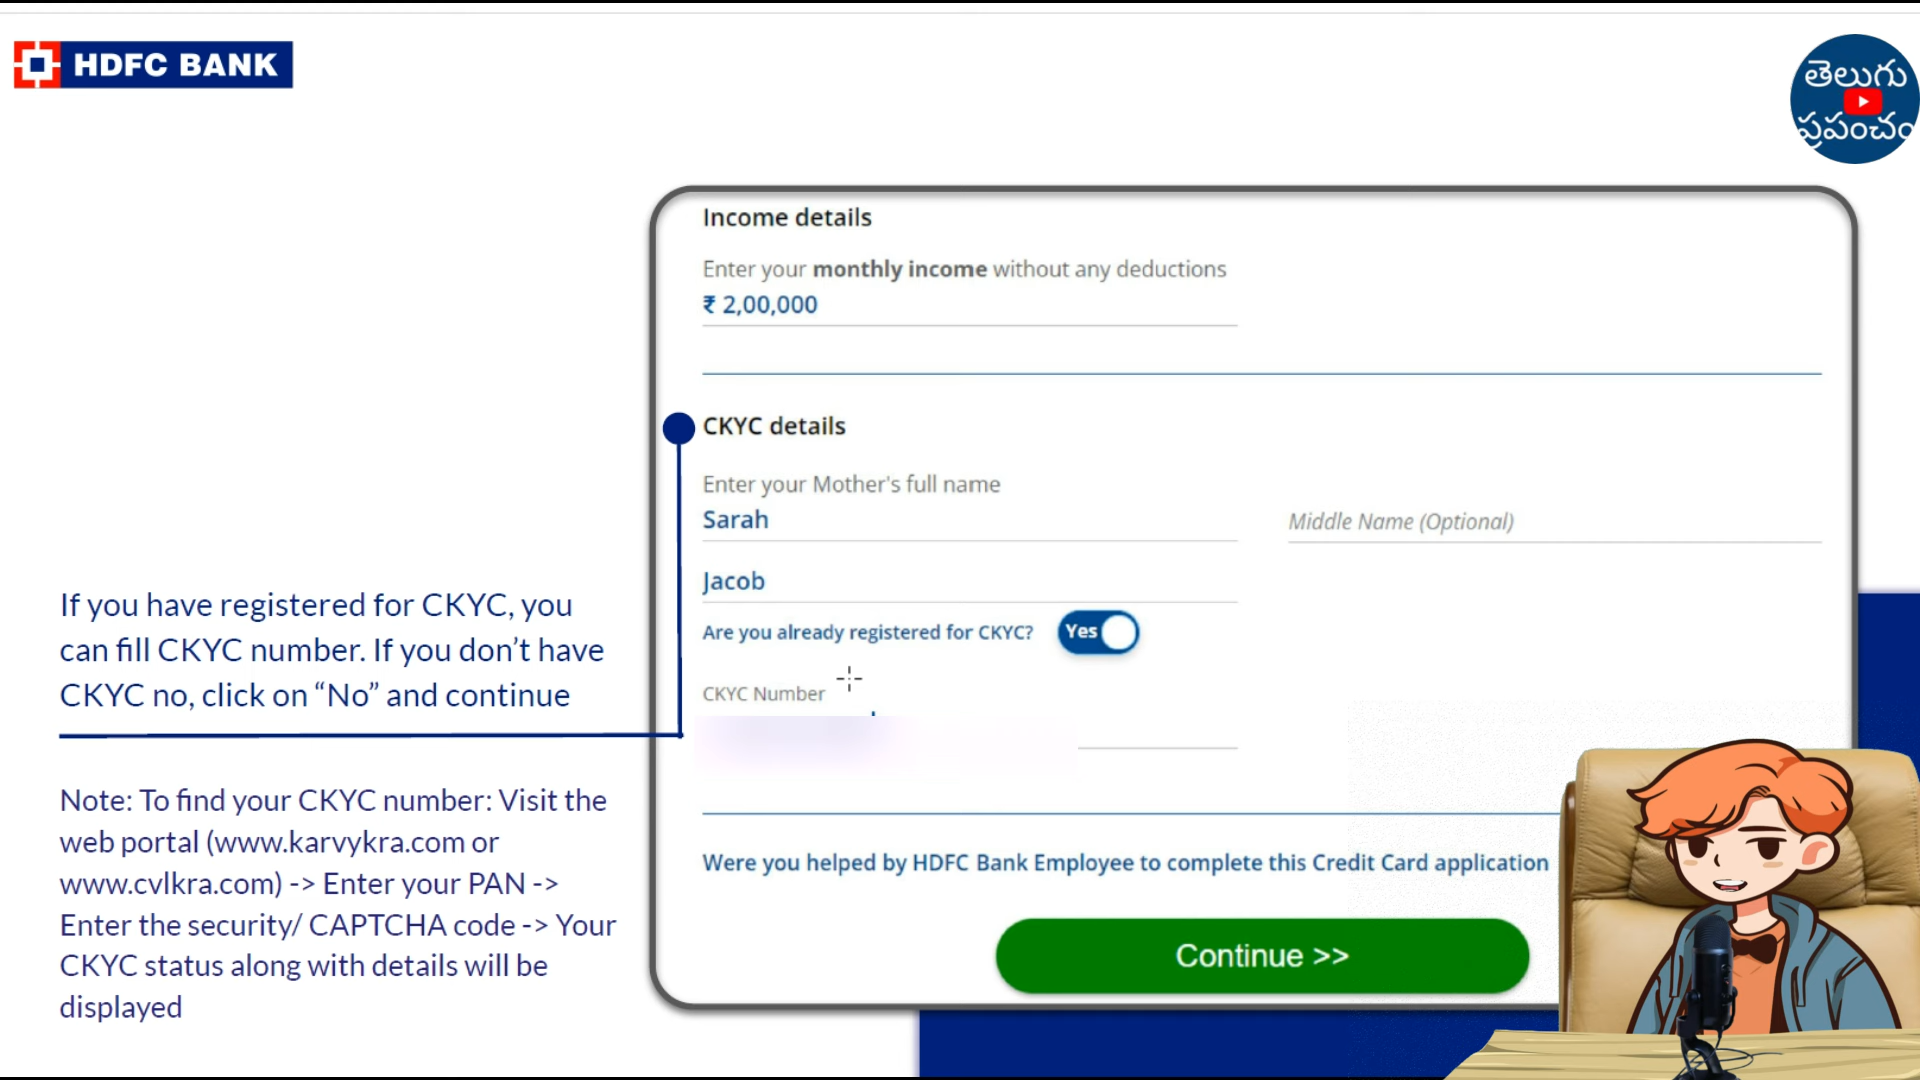 HDFC BANK
తెలుగు
ప్రపంచం
Income details
Enter your monthly income without any deductions
₹ 2,00,000
CKYC details
Enter your Mother's full name
Sarah
Middle Name (Optional)
Jacob
Are you already registered for CKYC? Yes
CKYC Number
If you have registered for CKYC, you
can fill CKYC number. If you don’t have
CKYC no, click on “No” and continue
Note: To find your CKYC number: Visit the
web portal (www.karvykra.com or
www.cvlkra.com) -> Enter your PAN ->
Enter the security/ CAPTCHA code -> Your
CKYC status along with details will be
displayed
Were you helped by HDFC Bank Employee to complete this Credit Card application
Continue >>